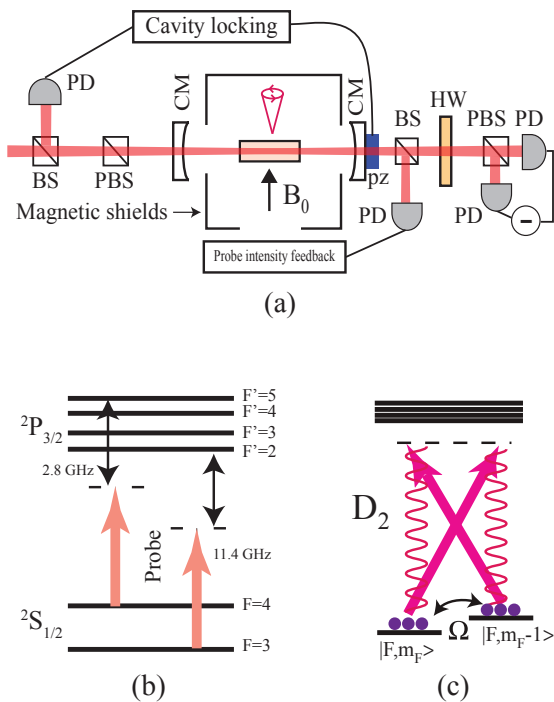 Cavity locking
PD
CM
CM
BS
HW
PBS
PD
BS
PBS
pz
B₀
Magnetic shields
PD
PD
−
Probe intensity feedback
(a)
F'=5
F'=4
²P₃/₂
F'=3
F'=2
2.8 GHz
Probe
11.4 GHz
F=4
²S₁/₂
F=3
(b)
D₂
Ω
|F,m_F>
|F,m_F-1>
(c)